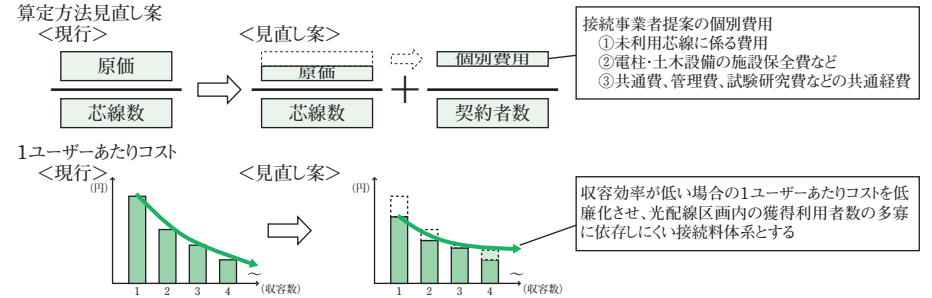 算定方法見直し案
＜現行＞
原価
芯線数
＜見直し案＞
原価
芯線数
＋
個別費用
契約者数
接続事業者提案の個別費用
①未利用芯線に係る費用
②電柱・土木設備の施設保全費など
③共通費、管理費、試験研究費などの共通経費
1ユーザーあたりコスト
＜現行＞
(円)
1 2 3 4 〜 (収容数)
＜見直し案＞
(円)
1 2 3 4 〜 (収容数)
収容効率が低い場合の1ユーザーあたりコストを低
廉化させ、光配線区画内の獲得利用者数の多寡
に依存しにくい接続料体系とする